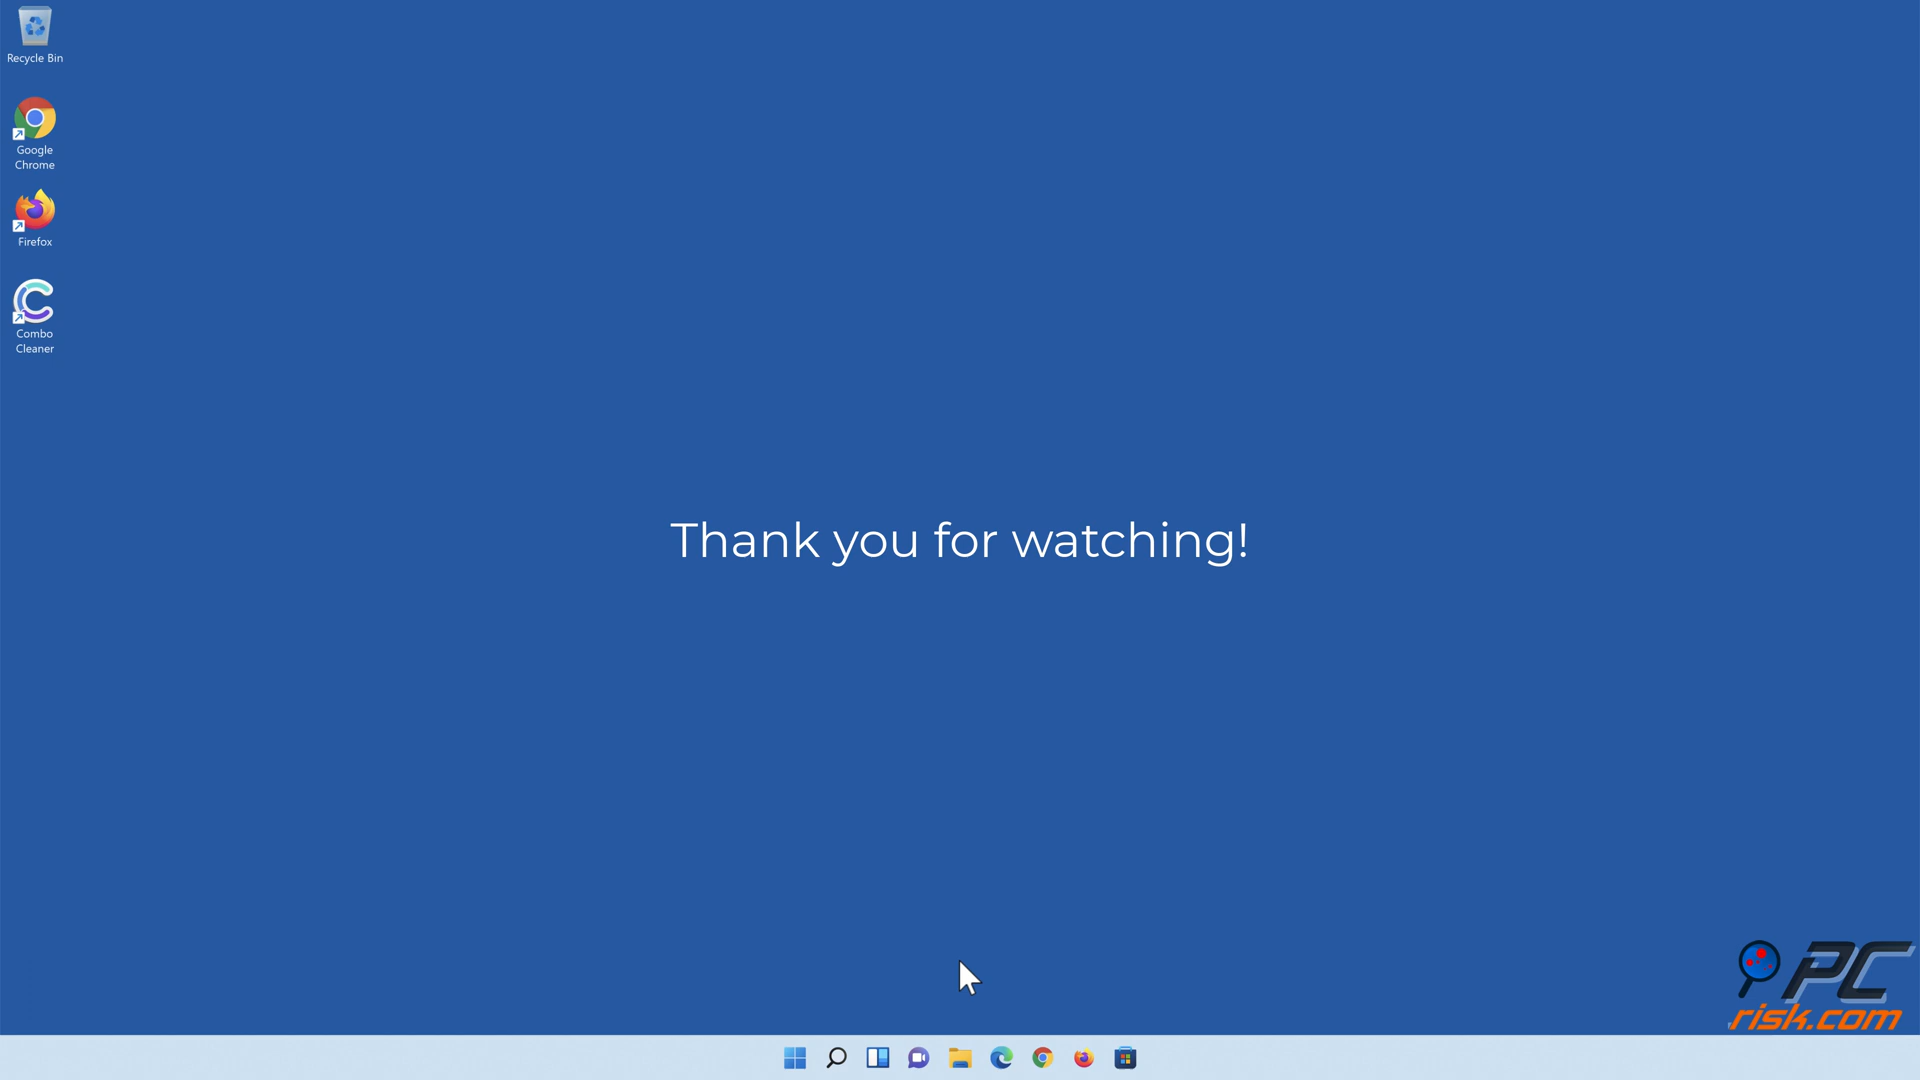 Recycle Bin
Google
Chrome
Firefox
Combo
Cleaner
Thank you for watching!
PC
risk.com